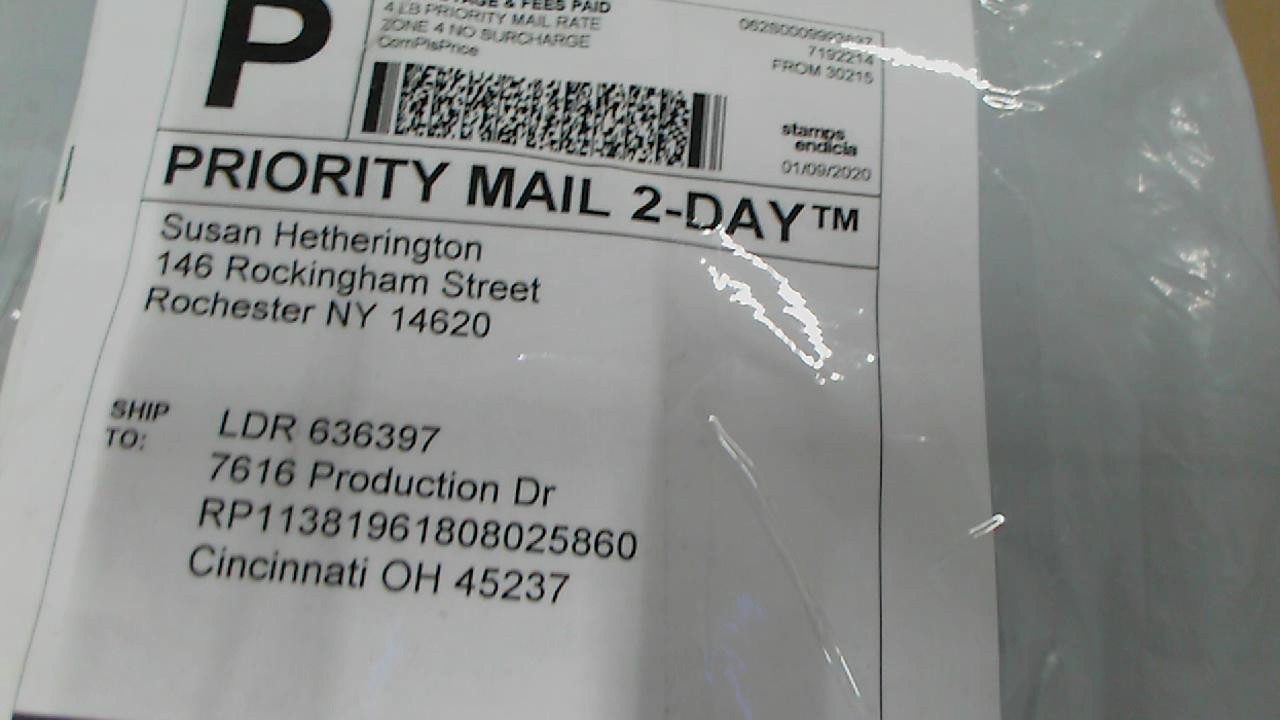 P
& FEES PAID
4 LB PRIORITY MAIL RATE
ZONE 4 NO SURCHARGE
ComPlsPrice
7192214
FROM 30215
stamps
endicia
01/09/2020
PRIORITY MAIL 2-DAY™
Susan Hetherington
146 Rockingham Street
Rochester NY 14620
SHIP
TO:
LDR 636397
7616 Production Dr
RP11381961808025860
Cincinnati OH 45237